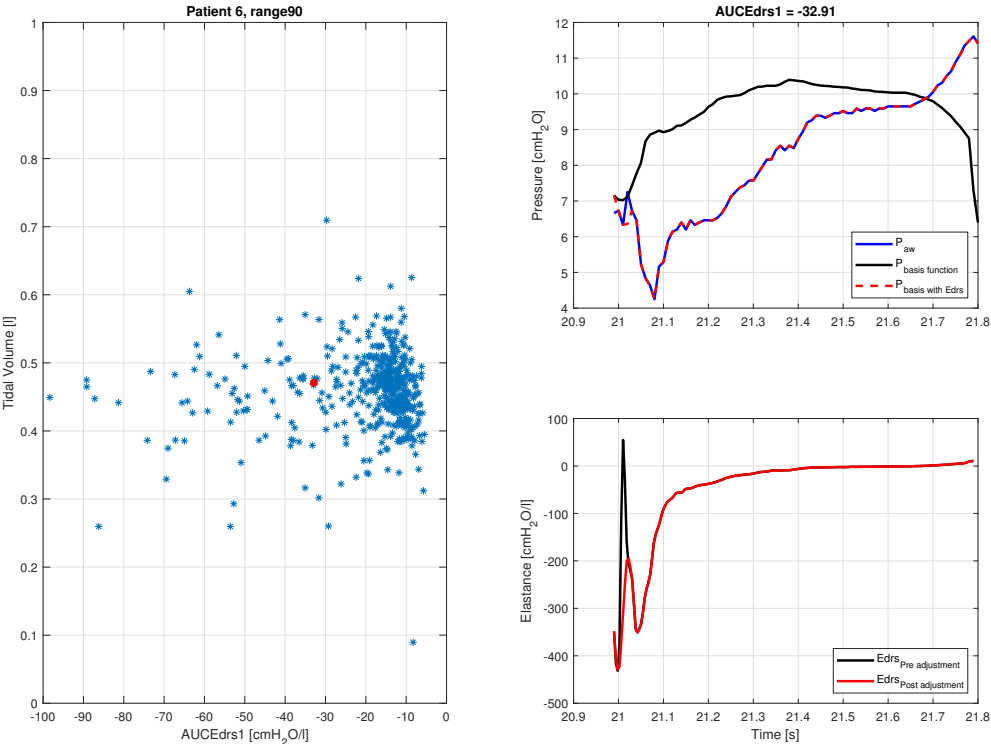 Patient 6, range90
1
0.9
0.8
0.7
0.6
0.5
0.4
0.3
0.2
0.1
0
-100 -90 -80 -70 -60 -50 -40 -30 -20 -10 0
Tidal Volume [l]
AUCEdrs1 [cmH2O/l]
AUCEdrs1 = -32.91
12
11
10
9
8
7
6
5
4
20.9 21 21.1 21.2 21.3 21.4 21.5 21.6 21.7 21.8
Pressure [cmH2O]
Paw
Pbasis function
Pbasis with Edrs
100
0
-100
-200
-300
-400
-500
20.9 21 21.1 21.2 21.3 21.4 21.5 21.6 21.7 21.8
Elastance [cmH2O/l]
Time [s]
EdrsPre adjustment
EdrsPost adjustment